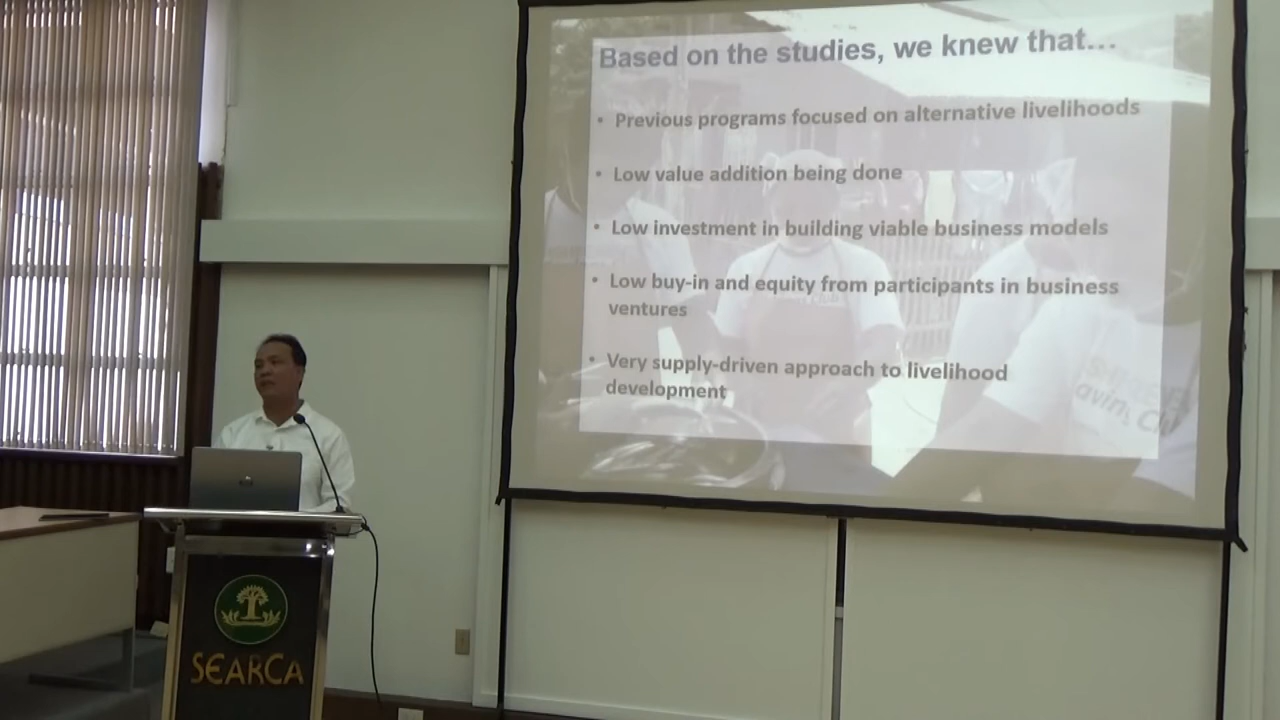 Based on the studies, we knew that...
• Previous programs focused on alternative livelihoods
• Low value addition being done
• Low investment in building viable business models
• Low buy-in and equity from participants in business
ventures
• Very supply-driven approach to livelihood
development
SEARCA